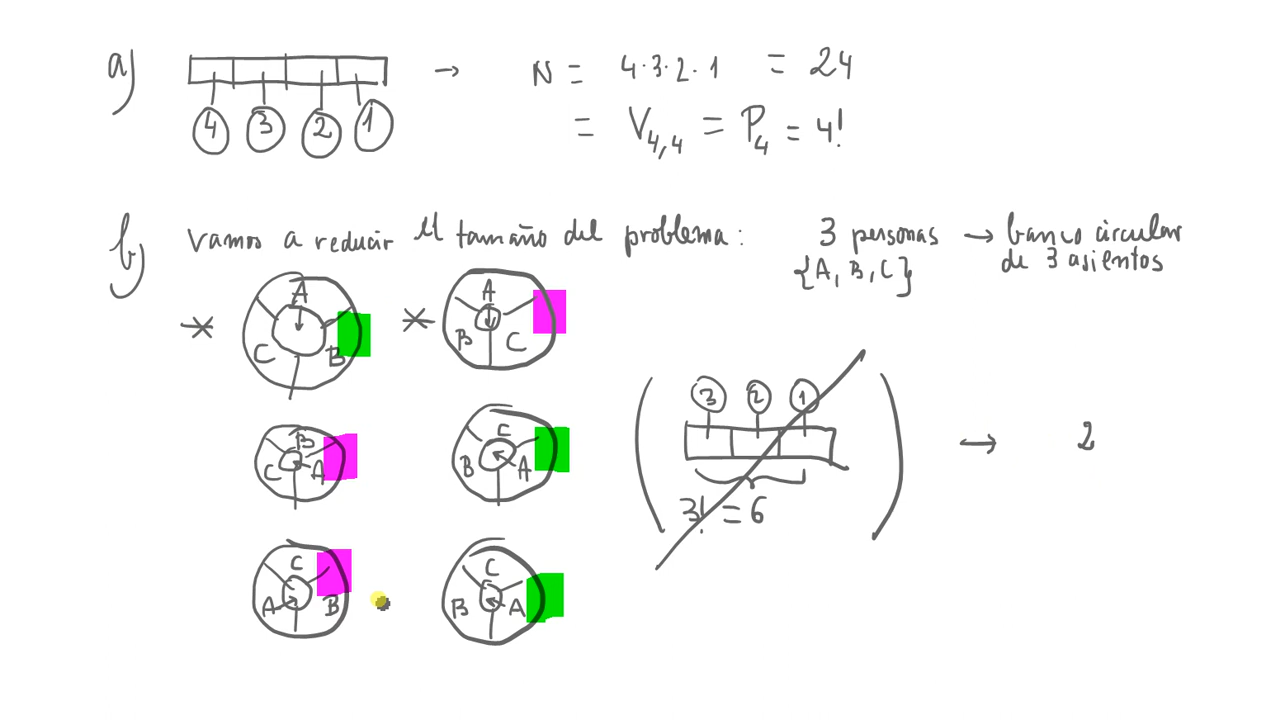 a)
→ N = 4·3·2·1 = 24
4 3 2 1
= V4,4 = P4 = 4!
b) Vamos a reducir el tamaño del problema: 3 personas → banco circular
{A, B, C} de 3 asientos
A C B
A B C
3 2 1
3! = 6
→ 2
B C A
C B A
C A B
C B A